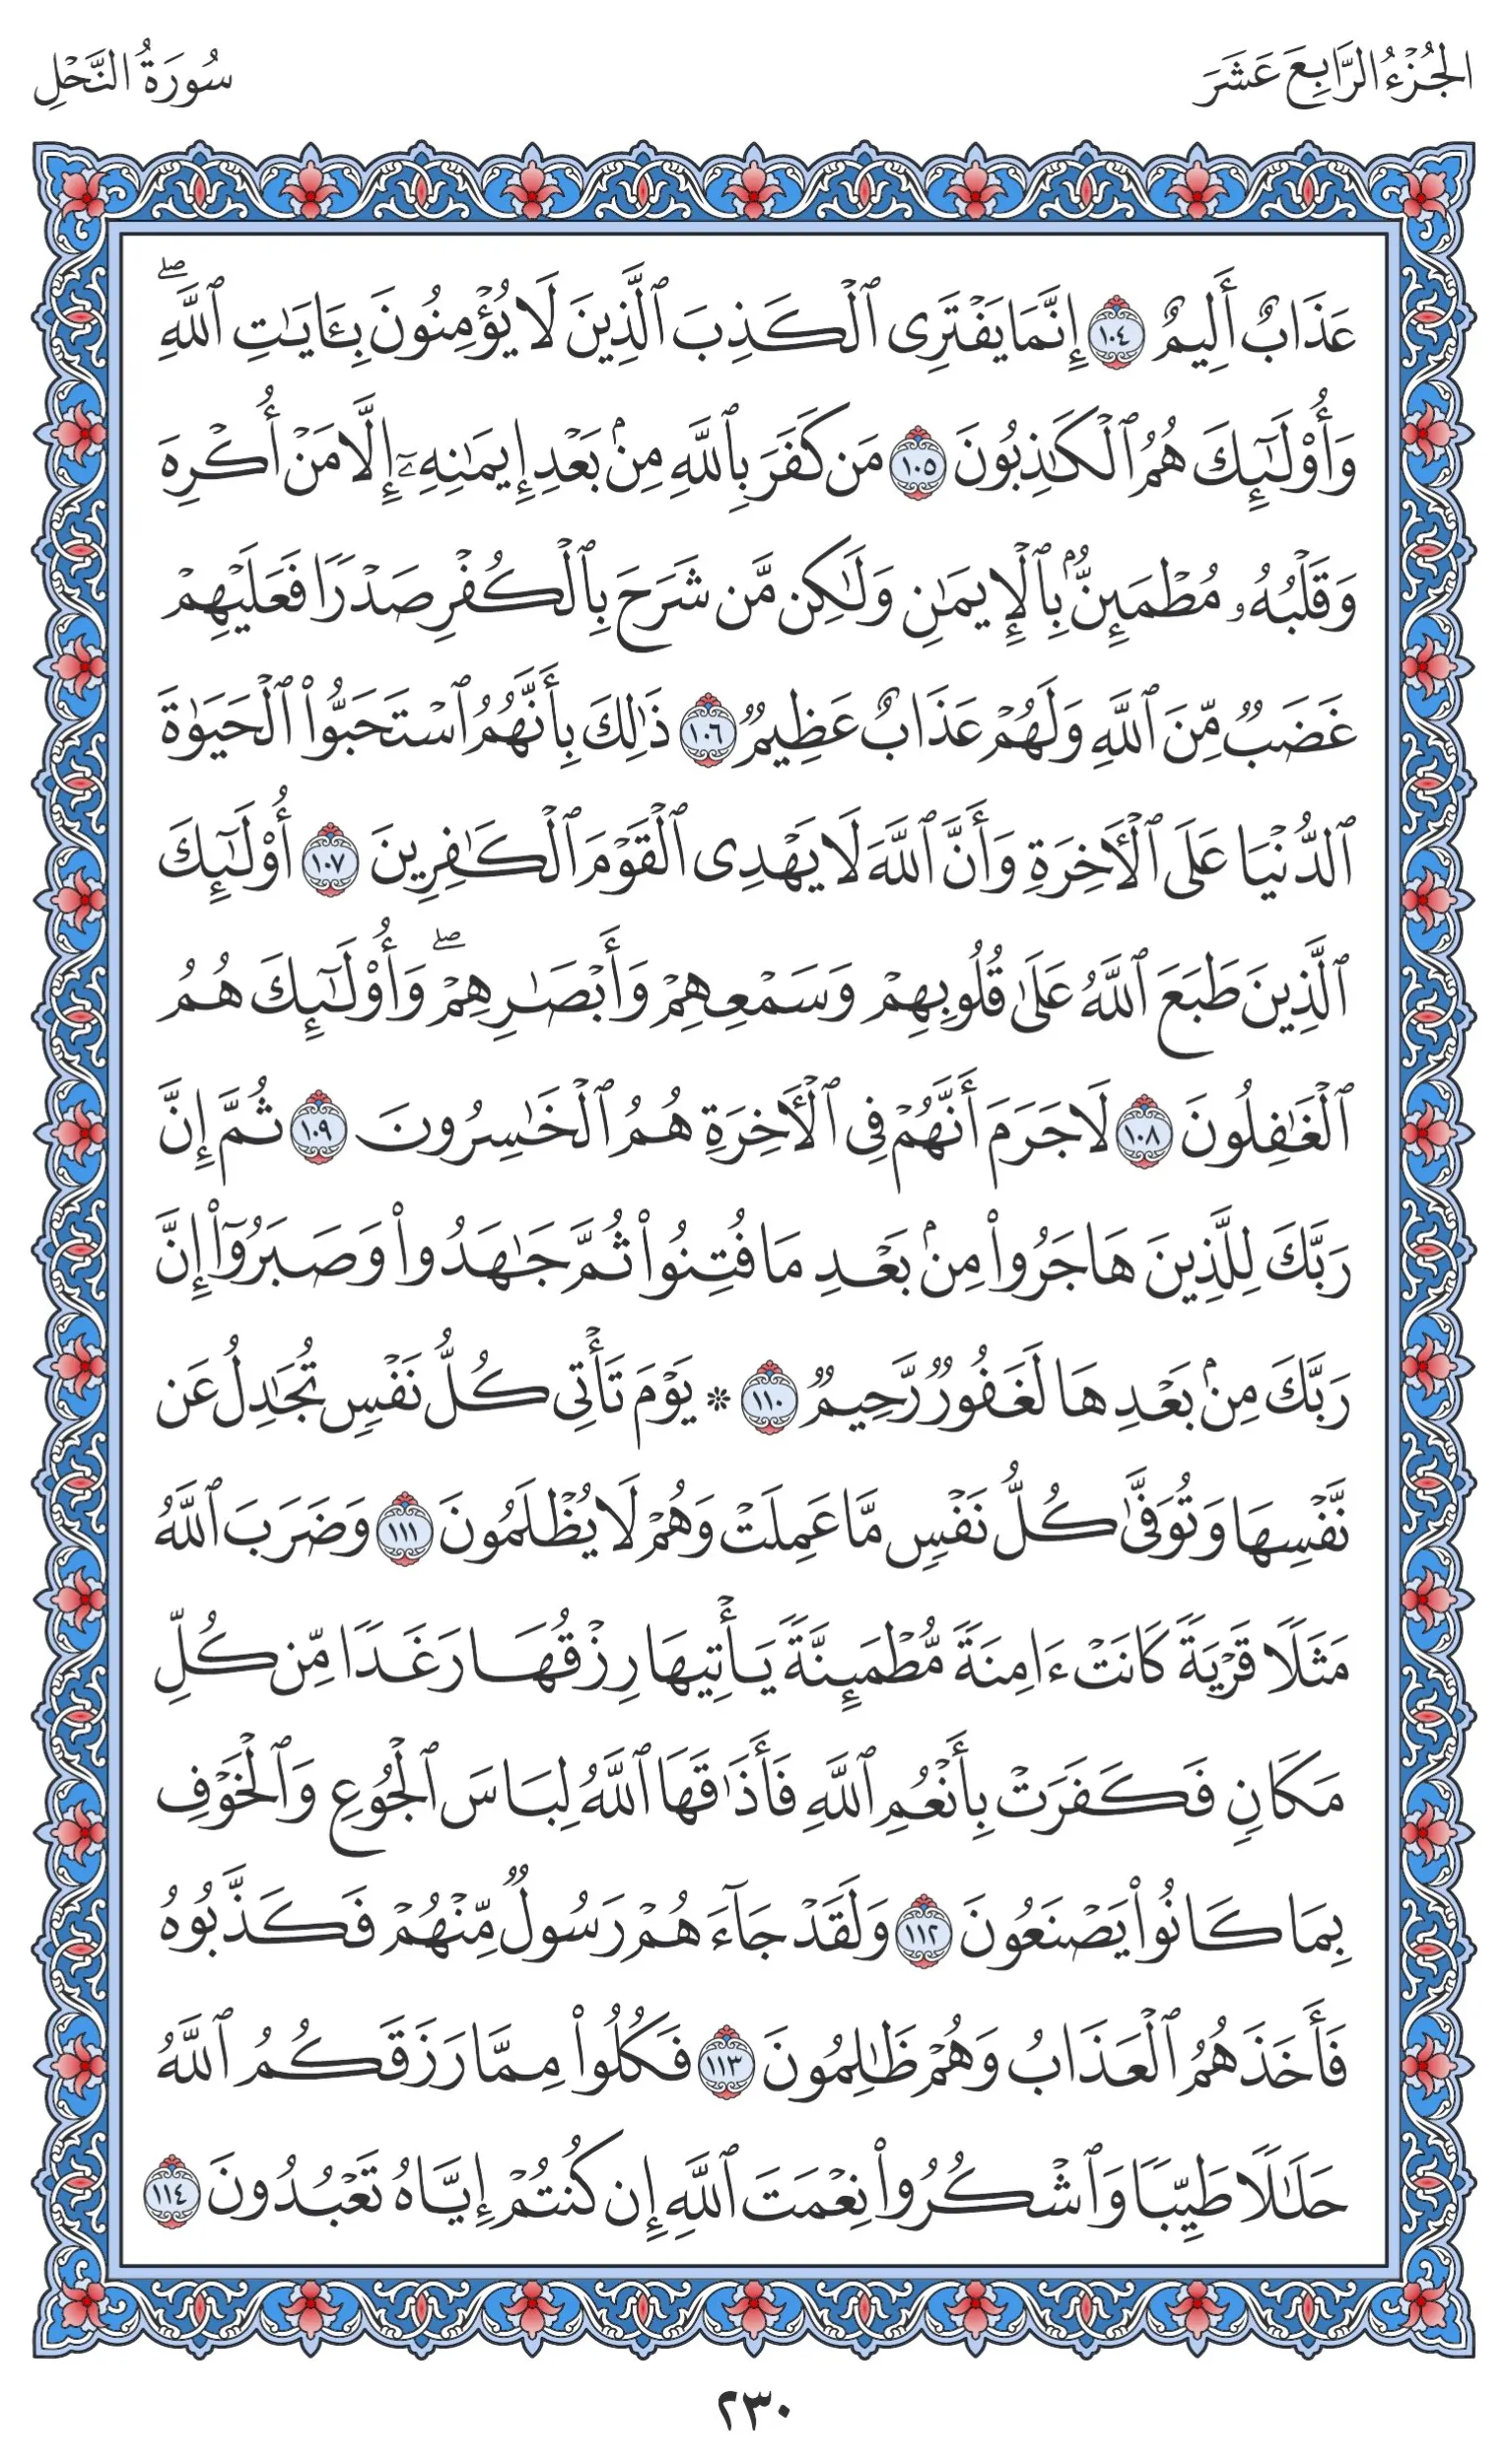 الجُزْءُ الرَّابِعَ عَشَرَ
سُورَةُ النَّحْلِ
عَذَابٌ أَلِيمٌ ١٠٤ إِنَّمَا يَفْتَرِى ٱلْكَذِبَ ٱلَّذِينَ لَا يُؤْمِنُونَ بِـَٔايَـٰتِ ٱللَّهِۖ
وَأُو۟لَـٰٓئِكَ هُمُ ٱلْكَـٰذِبُونَ ١٠٥ مَن كَفَرَ بِٱللَّهِ مِنۢ بَعْدِ إِيمَـٰنِهِۦٓ إِلَّا مَنْ أُكْرِهَ
وَقَلْبُهُۥ مُطْمَئِنٌّۢ بِٱلْإِيمَـٰنِ وَلَـٰكِن مَّن شَرَحَ بِٱلْكُفْرِ صَدْرًا فَعَلَيْهِمْ
غَضَبٌ مِّنَ ٱللَّهِ وَلَهُمْ عَذَابٌ عَظِيمٌ ١٠٦ ذَٰلِكَ بِأَنَّهُمُ ٱسْتَحَبُّوا۟ ٱلْحَيَوٰةَ
ٱلدُّنْيَا عَلَى ٱلْـَٔاخِرَةِ وَأَنَّ ٱللَّهَ لَا يَهْدِى ٱلْقَوْمَ ٱلْكَـٰفِرِينَ ١٠٧ أُو۟لَـٰٓئِكَ
ٱلَّذِينَ طَبَعَ ٱللَّهُ عَلَىٰ قُلُوبِهِمْ وَسَمْعِهِمْ وَأَبْصَـٰرِهِمْۖ وَأُو۟لَـٰٓئِكَ هُمُ
ٱلْغَـٰفِلُونَ ١٠٨ لَا جَرَمَ أَنَّهُمْ فِى ٱلْـَٔاخِرَةِ هُمُ ٱلْخَـٰسِرُونَ ١٠٩ ثُمَّ إِنَّ
رَبَّكَ لِلَّذِينَ هَاجَرُوا۟ مِنۢ بَعْدِ مَا فُتِنُوا۟ ثُمَّ جَـٰهَدُوا۟ وَصَبَرُوٓا۟ إِنَّ
رَبَّكَ مِنۢ بَعْدِهَا لَغَفُورٌ رَّحِيمٌ ١١٠ * يَوْمَ تَأْتِى كُلُّ نَفْسٍ تُجَـٰدِلُ عَن
نَّفْسِهَا وَتُوَفَّىٰ كُلُّ نَفْسٍ مَّا عَمِلَتْ وَهُمْ لَا يُظْلَمُونَ ١١١ وَضَرَبَ ٱللَّهُ
مَثَلًا قَرْيَةً كَانَتْ ءَامِنَةً مُّطْمَئِنَّةً يَأْتِيهَا رِزْقُهَا رَغَدًا مِّن كُلِّ
مَكَانٍ فَكَفَرَتْ بِأَنْعُمِ ٱللَّهِ فَأَذَٰقَهَا ٱللَّهُ لِبَاسَ ٱلْجُوعِ وَٱلْخَوْفِ
بِمَا كَانُوا۟ يَصْنَعُونَ ١١٢ وَلَقَدْ جَآءَهُمْ رَسُولٌ مِّنْهُمْ فَكَذَّبُوهُ
فَأَخَذَهُمُ ٱلْعَذَابُ وَهُمْ ظَـٰلِمُونَ ١١٣ فَكُلُوا۟ مِمَّا رَزَقَكُمُ ٱللَّهُ
حَلَـٰلًا طَيِّبًا وَٱشْكُرُوا۟ نِعْمَتَ ٱللَّهِ إِن كُنتُمْ إِيَّاهُ تَعْبُدُونَ ١١٤
٢٣٠